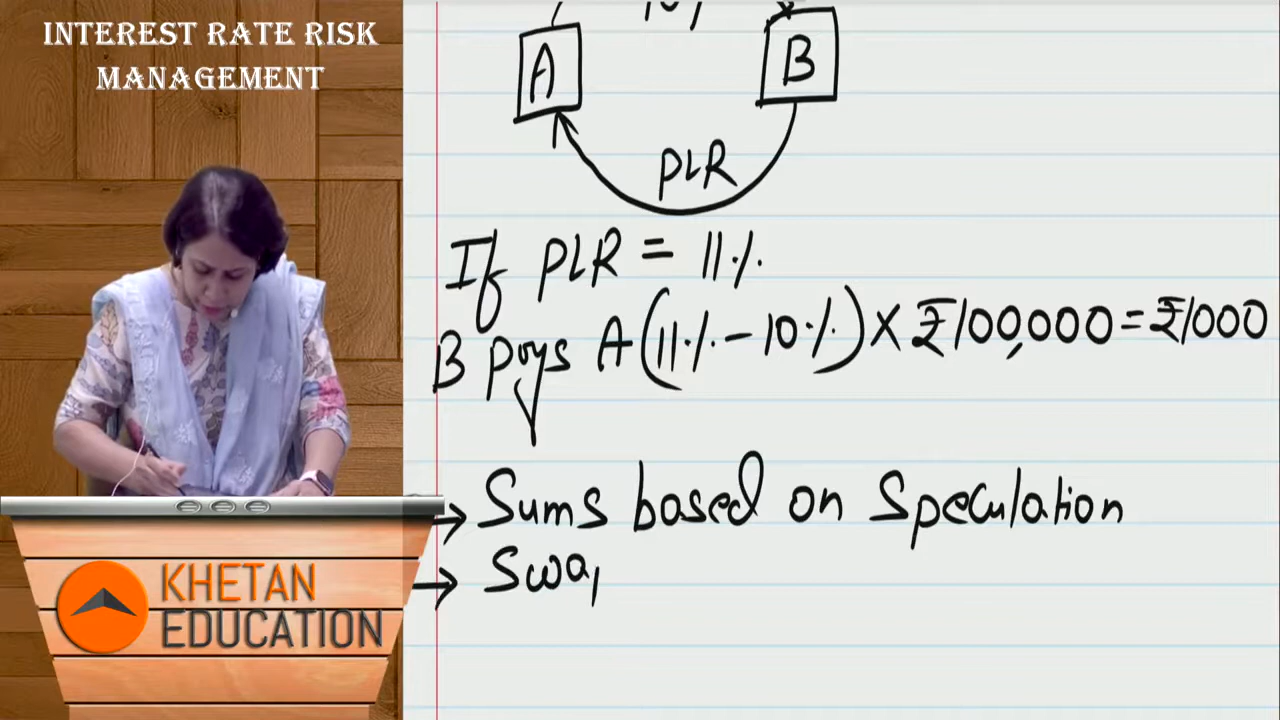 INTEREST RATE RISK
MANAGEMENT
A
B
PLR
If PLR = 11%
B pays A (11% - 10%) × ₹100,000 = ₹1000
→ Sums based on Speculation
→ Swa
KHETAN
EDUCATION